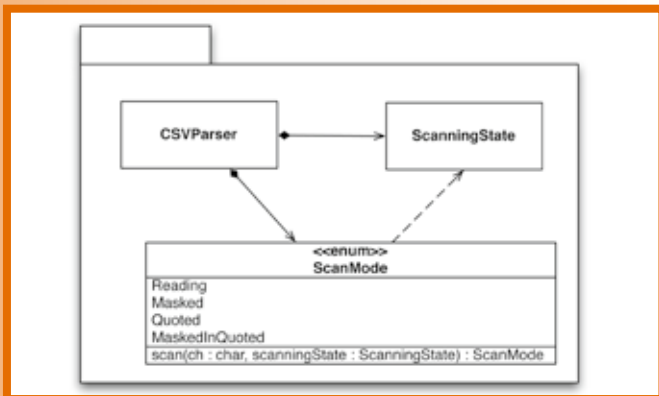 CSVParser
ScanningState
<<enum>>
ScanMode
Reading
Masked
Quoted
MaskedInQuoted
scan(ch : char, scanningState : ScanningState) : ScanMode